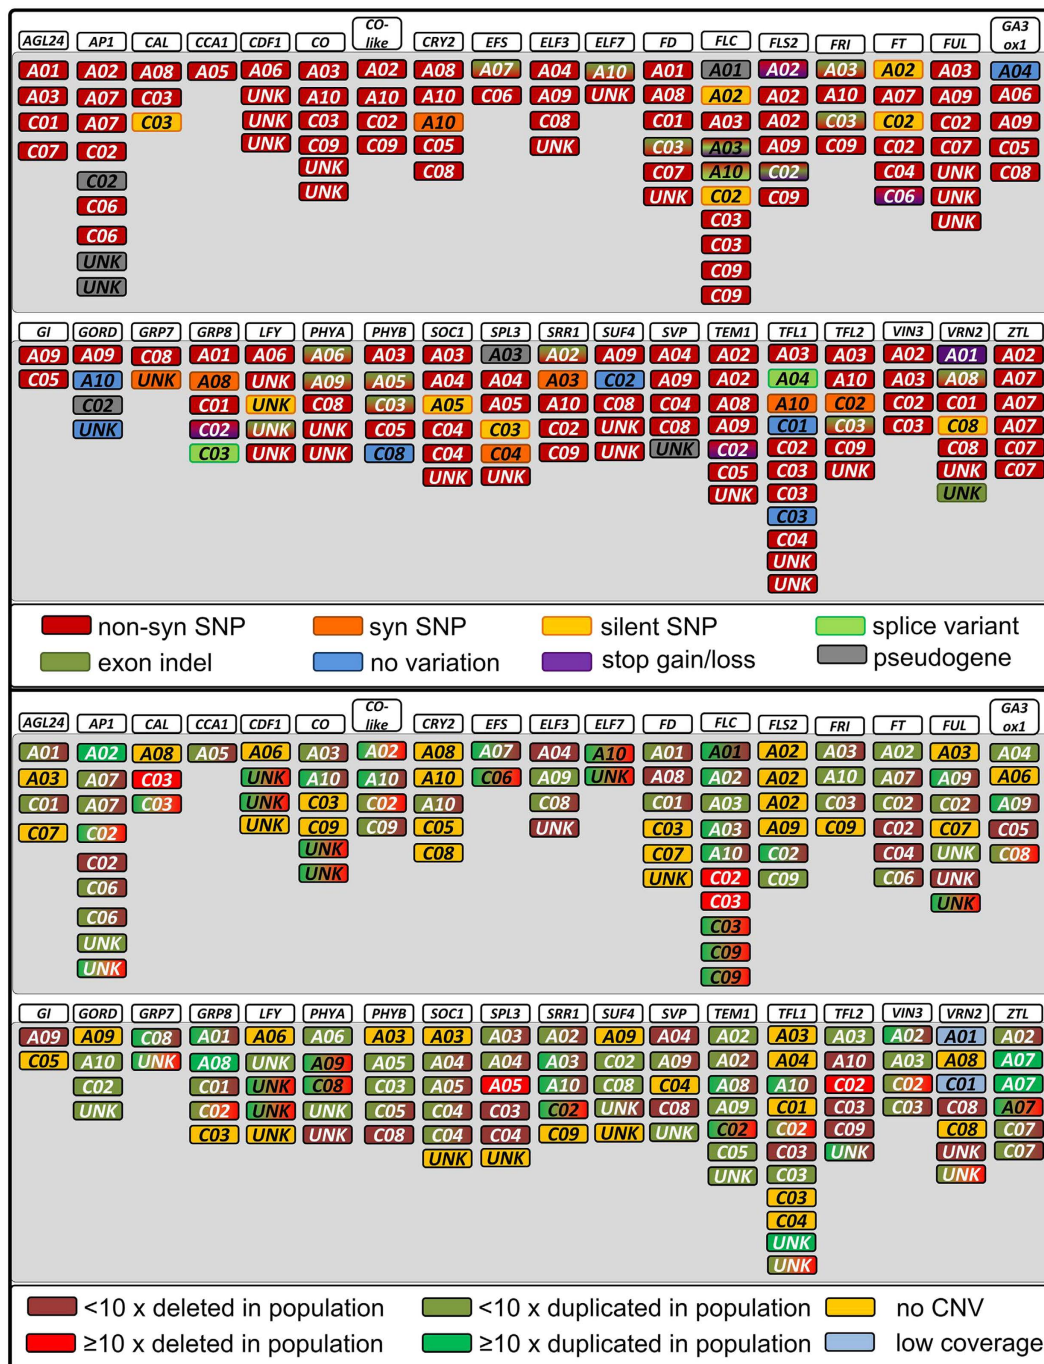 AGL24 AP1 CAL CCA1 CDF1 CO CO-like CRY2 EFS ELF3 ELF7 FD FLC FLS2 FRI FT FUL GA3 ox1
A01 A02 A08 A05 A06 A03 A02 A08 A07 A04 A10 A01 A01 A02 A03 A02 A03 A04
A03 A07 C03 UNK A10 A10 A10 C06 A09 UNK A08 A02 A02 A10 A07 A09 A06
C01 A07 C03 UNK C03 C02 A10 C08 C01 A03 A02 C03 C02 C02 A09
C07 C02 UNK C09 C09 C05 UNK C03 A03 A09 C09 C02 C07 C05
C02 UNK C08 C07 A10 C02 C04 UNK C08
C06 UNK UNK C02 C09 C06 UNK
C06 C03 UNK
UNK C03
UNK C09
C09
GI GORD GRP7 GRP8 LFY PHYA PHYB SOC1 SPL3 SRR1 SUF4 SVP TEM1 TFL1 TFL2 VIN3 VRN2 ZTL
A09 A09 C08 A01 A06 A06 A03 A03 A03 A02 A09 A04 A02 A03 A03 A02 A01 A02
C05 A10 UNK A08 UNK A09 A05 A04 A04 A03 C02 A09 A02 A04 A10 A03 A08 A07
C02 C01 UNK C08 C03 A05 A05 A10 C08 C04 A08 A10 C02 C02 C01 A07
UNK C02 UNK UNK C05 C04 C03 C02 UNK C08 A09 C01 C03 C03 C08 A07
C03 UNK UNK C08 C04 C04 C09 UNK UNK C02 C02 C09 C08 C07
UNK UNK C05 C03 UNK UNK C07
UNK C03 UNK
C03
C04
UNK
UNK
non-syn SNP syn SNP silent SNP splice variant
exon indel no variation stop gain/loss pseudogene
AGL24 AP1 CAL CCA1 CDF1 CO CO-like CRY2 EFS ELF3 ELF7 FD FLC FLS2 FRI FT FUL GA3 ox1
A01 A02 A08 A05 A06 A03 A02 A08 A07 A04 A10 A01 A01 A02 A03 A02 A03 A04
A03 A07 C03 UNK A10 A10 A10 C06 A09 UNK A08 A02 A02 A10 A07 A09 A06
C01 A07 C03 UNK C03 C02 A10 C08 C01 A03 A02 C03 C02 C02 A09
C07 C02 UNK C09 C09 C05 UNK C03 A03 A09 C09 C02 C07 C05
C02 UNK C08 C07 A10 C02 C04 UNK C08
C06 UNK UNK C02 C09 C06 UNK
C06 C03 UNK
UNK C03
UNK C09
C09
GI GORD GRP7 GRP8 LFY PHYA PHYB SOC1 SPL3 SRR1 SUF4 SVP TEM1 TFL1 TFL2 VIN3 VRN2 ZTL
A09 A09 C08 A01 A06 A06 A03 A03 A03 A02 A09 A04 A02 A03 A03 A02 A01 A02
C05 A10 UNK A08 UNK A09 A05 A04 A04 A03 C02 A09 A02 A04 A10 A03 A08 A07
C02 C01 UNK C08 C03 A05 A05 A10 C08 C04 A08 A10 C02 C02 C01 A07
UNK C02 UNK UNK C05 C04 C03 C02 UNK C08 A09 C01 C03 C03 C08 A07
C03 UNK UNK C08 C04 C04 C09 UNK UNK C02 C02 C09 C08 C07
UNK UNK C05 C03 UNK UNK C07
UNK C03 UNK
C03
C04
UNK
UNK
<10 x deleted in population <10 x duplicated in population no CNV
≥10 x deleted in population ≥10 x duplicated in population low coverage